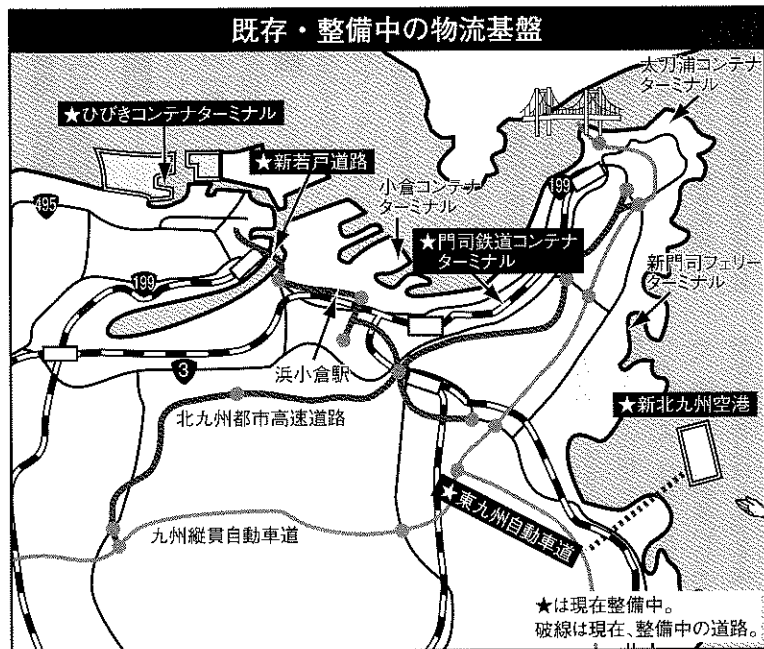 既存・整備中の物流基盤
太刀浦コンテナ
ターミナル
★ひびきコンテナターミナル
★新若戸道路
小倉コンテナ
ターミナル
199
495
★門司鉄道コンテナ
ターミナル
新門司フェリー
ターミナル
199
3
浜小倉駅
★新北九州空港
北九州都市高速道路
★東九州自動車道
九州縦貫自動車道
★は現在整備中。
破線は現在、整備中の道路。